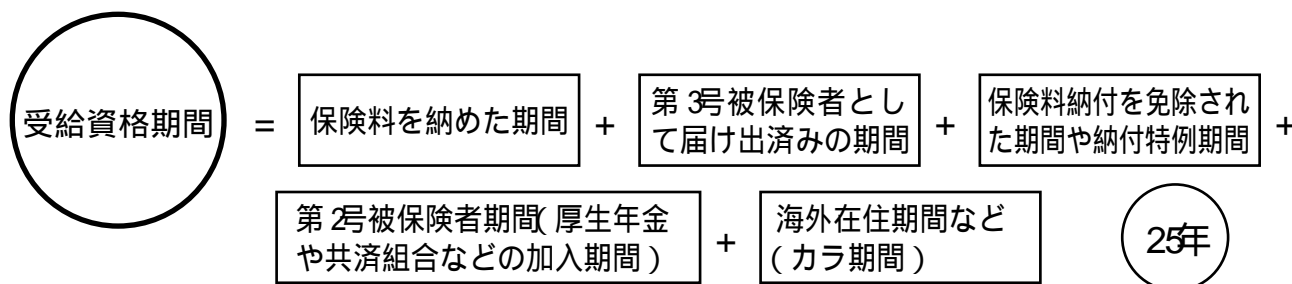 受給資格期間 = 保険料を納めた期間 + 第3号被保険者とし + 保険料納付を免除され +
て届け出済みの期間 た期間や納付特例期間
第2号被保険者期間(厚生年金 + 海外在住期間など 25年
や共済組合などの加入期間) (カラ期間)